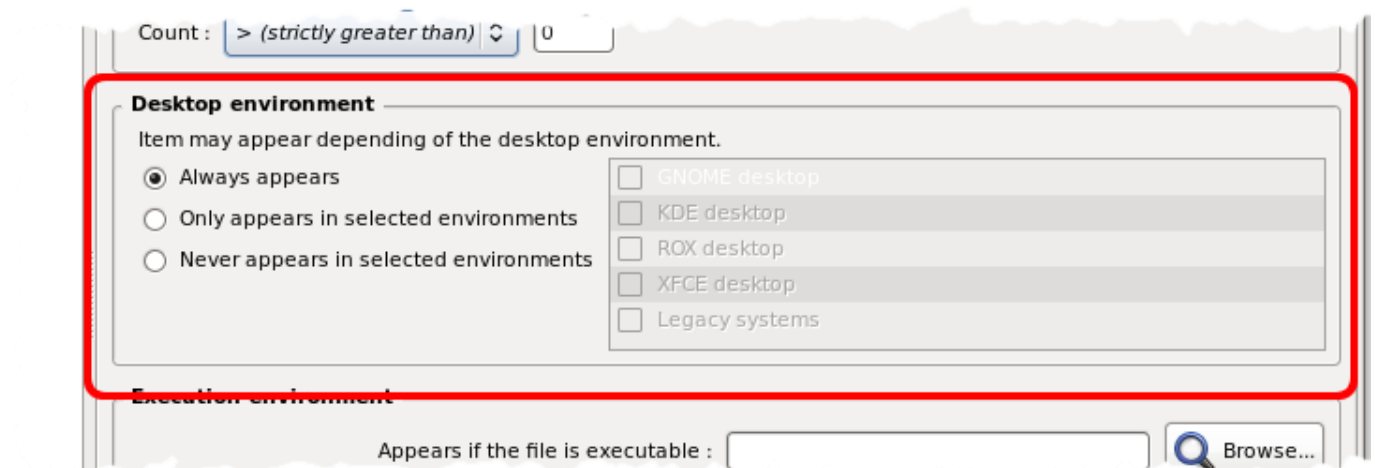 Count : > (strictly greater than) 0
Desktop environment
Item may appear depending of the desktop environment.
Always appears
Only appears in selected environments
Never appears in selected environments
GNOME desktop
KDE desktop
ROX desktop
XFCE desktop
Legacy systems
Execution environment
Appears if the file is executable : Browse...